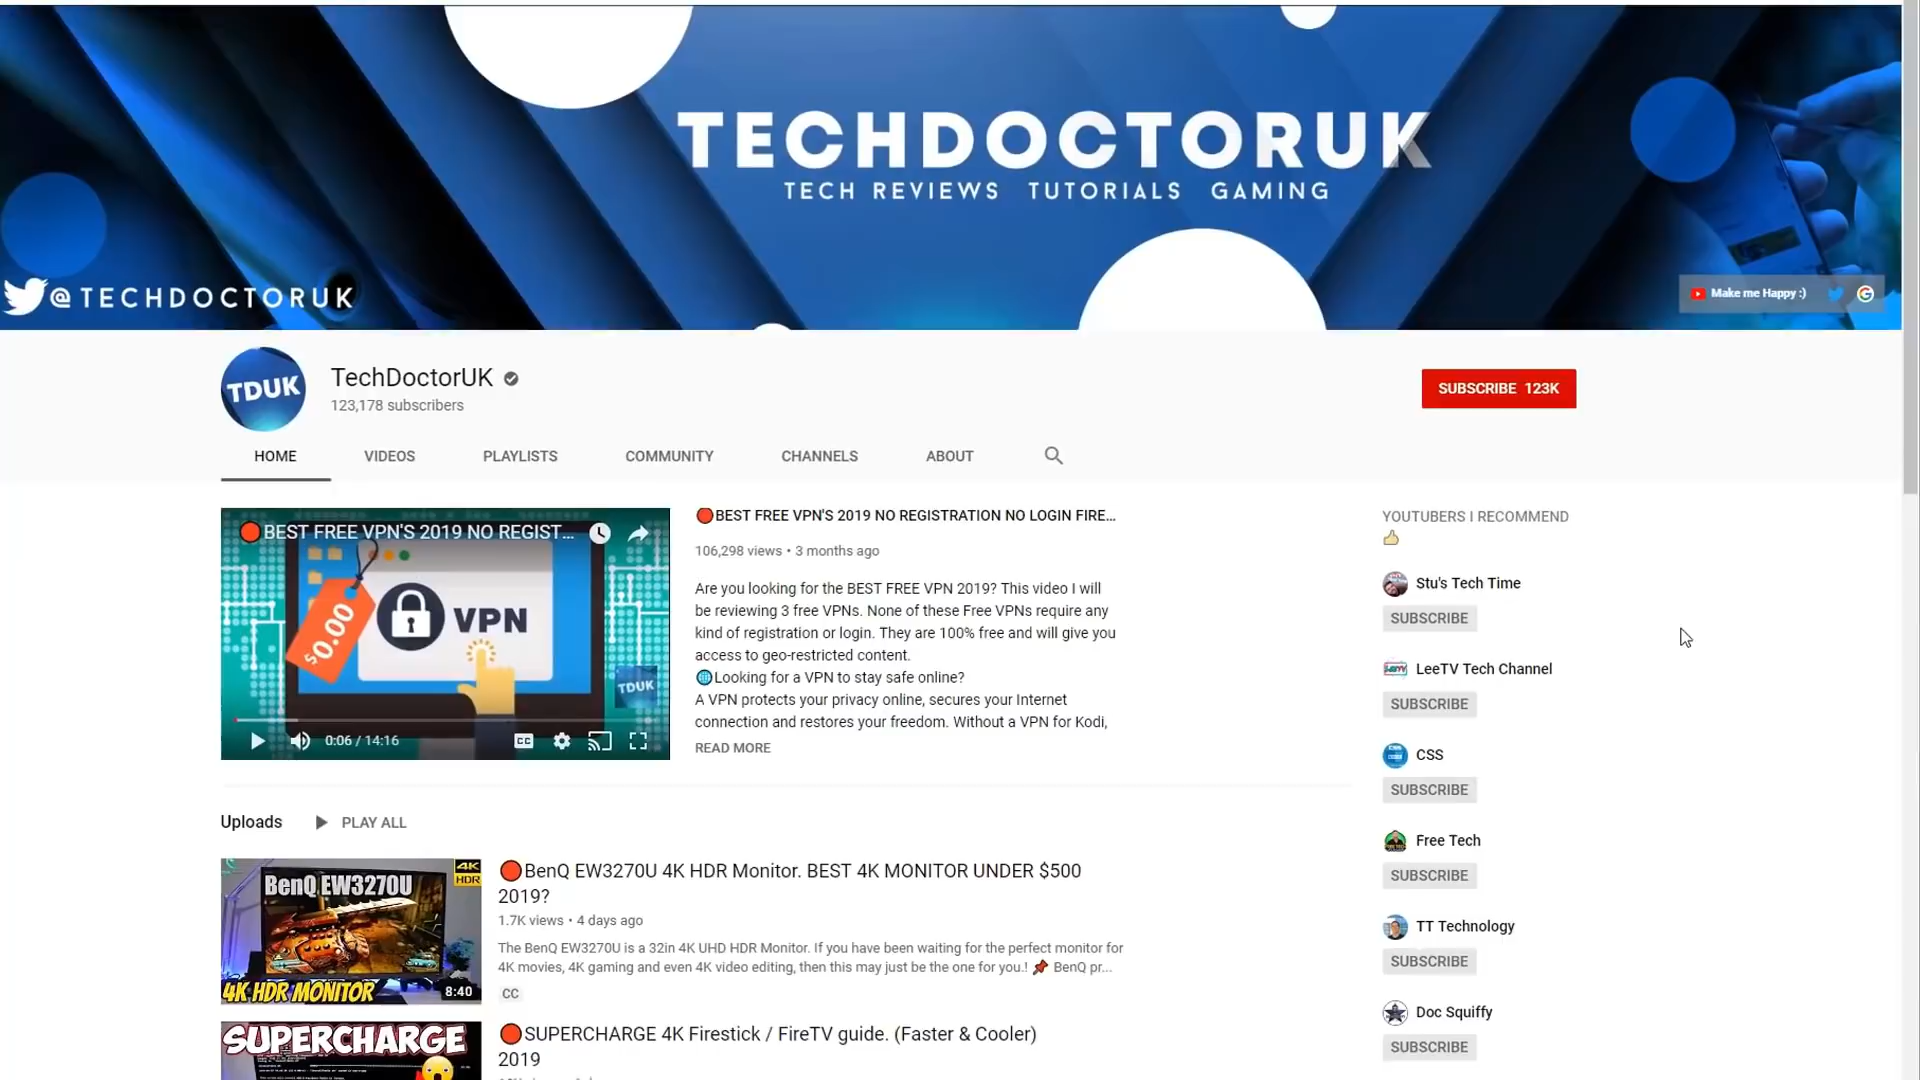 TECHDOCTORUK
TECH REVIEWS TUTORIALS GAMING
@TECHDOCTORUK
Make me Happy :)
TDUK
TechDoctorUK
123,178 subscribers
SUBSCRIBE 123K
HOME
VIDEOS
PLAYLISTS
COMMUNITY
CHANNELS
ABOUT
BEST FREE VPN'S 2019 NO REGIST...
$0.00
VPN
TDUK
0:06 / 14:16
CC
BEST FREE VPN'S 2019 NO REGISTRATION NO LOGIN FIRE...
106,298 views • 3 months ago
Are you looking for the BEST FREE VPN 2019? This video I will
be reviewing 3 free VPNs. None of these Free VPNs require any
kind of registration or login. They are 100% free and will give you
access to geo-restricted content.
Looking for a VPN to stay safe online?
A VPN protects your privacy online, secures your Internet
connection and restores your freedom. Without a VPN for Kodi,
READ MORE
YOUTUBERS I RECOMMEND
Stu's Tech Time
SUBSCRIBE
LeeTV Tech Channel
SUBSCRIBE
CSS
SUBSCRIBE
Free Tech
SUBSCRIBE
TT Technology
SUBSCRIBE
Doc Squiffy
SUBSCRIBE
Uploads
PLAY ALL
BenQ EW3270U
4K
HDR
4K HDR MONITOR
8:40
BenQ EW3270U 4K HDR Monitor. BEST 4K MONITOR UNDER $500
2019?
1.7K views • 4 days ago
The BenQ EW3270U is a 32in 4K UHD HDR Monitor. If you have been waiting for the perfect monitor for
4K movies, 4K gaming and even 4K video editing, then this may just be the one for you.! BenQ pr...
CC
SUPERCHARGE
SUPERCHARGE 4K Firestick / FireTV guide. (Faster & Cooler)
2019